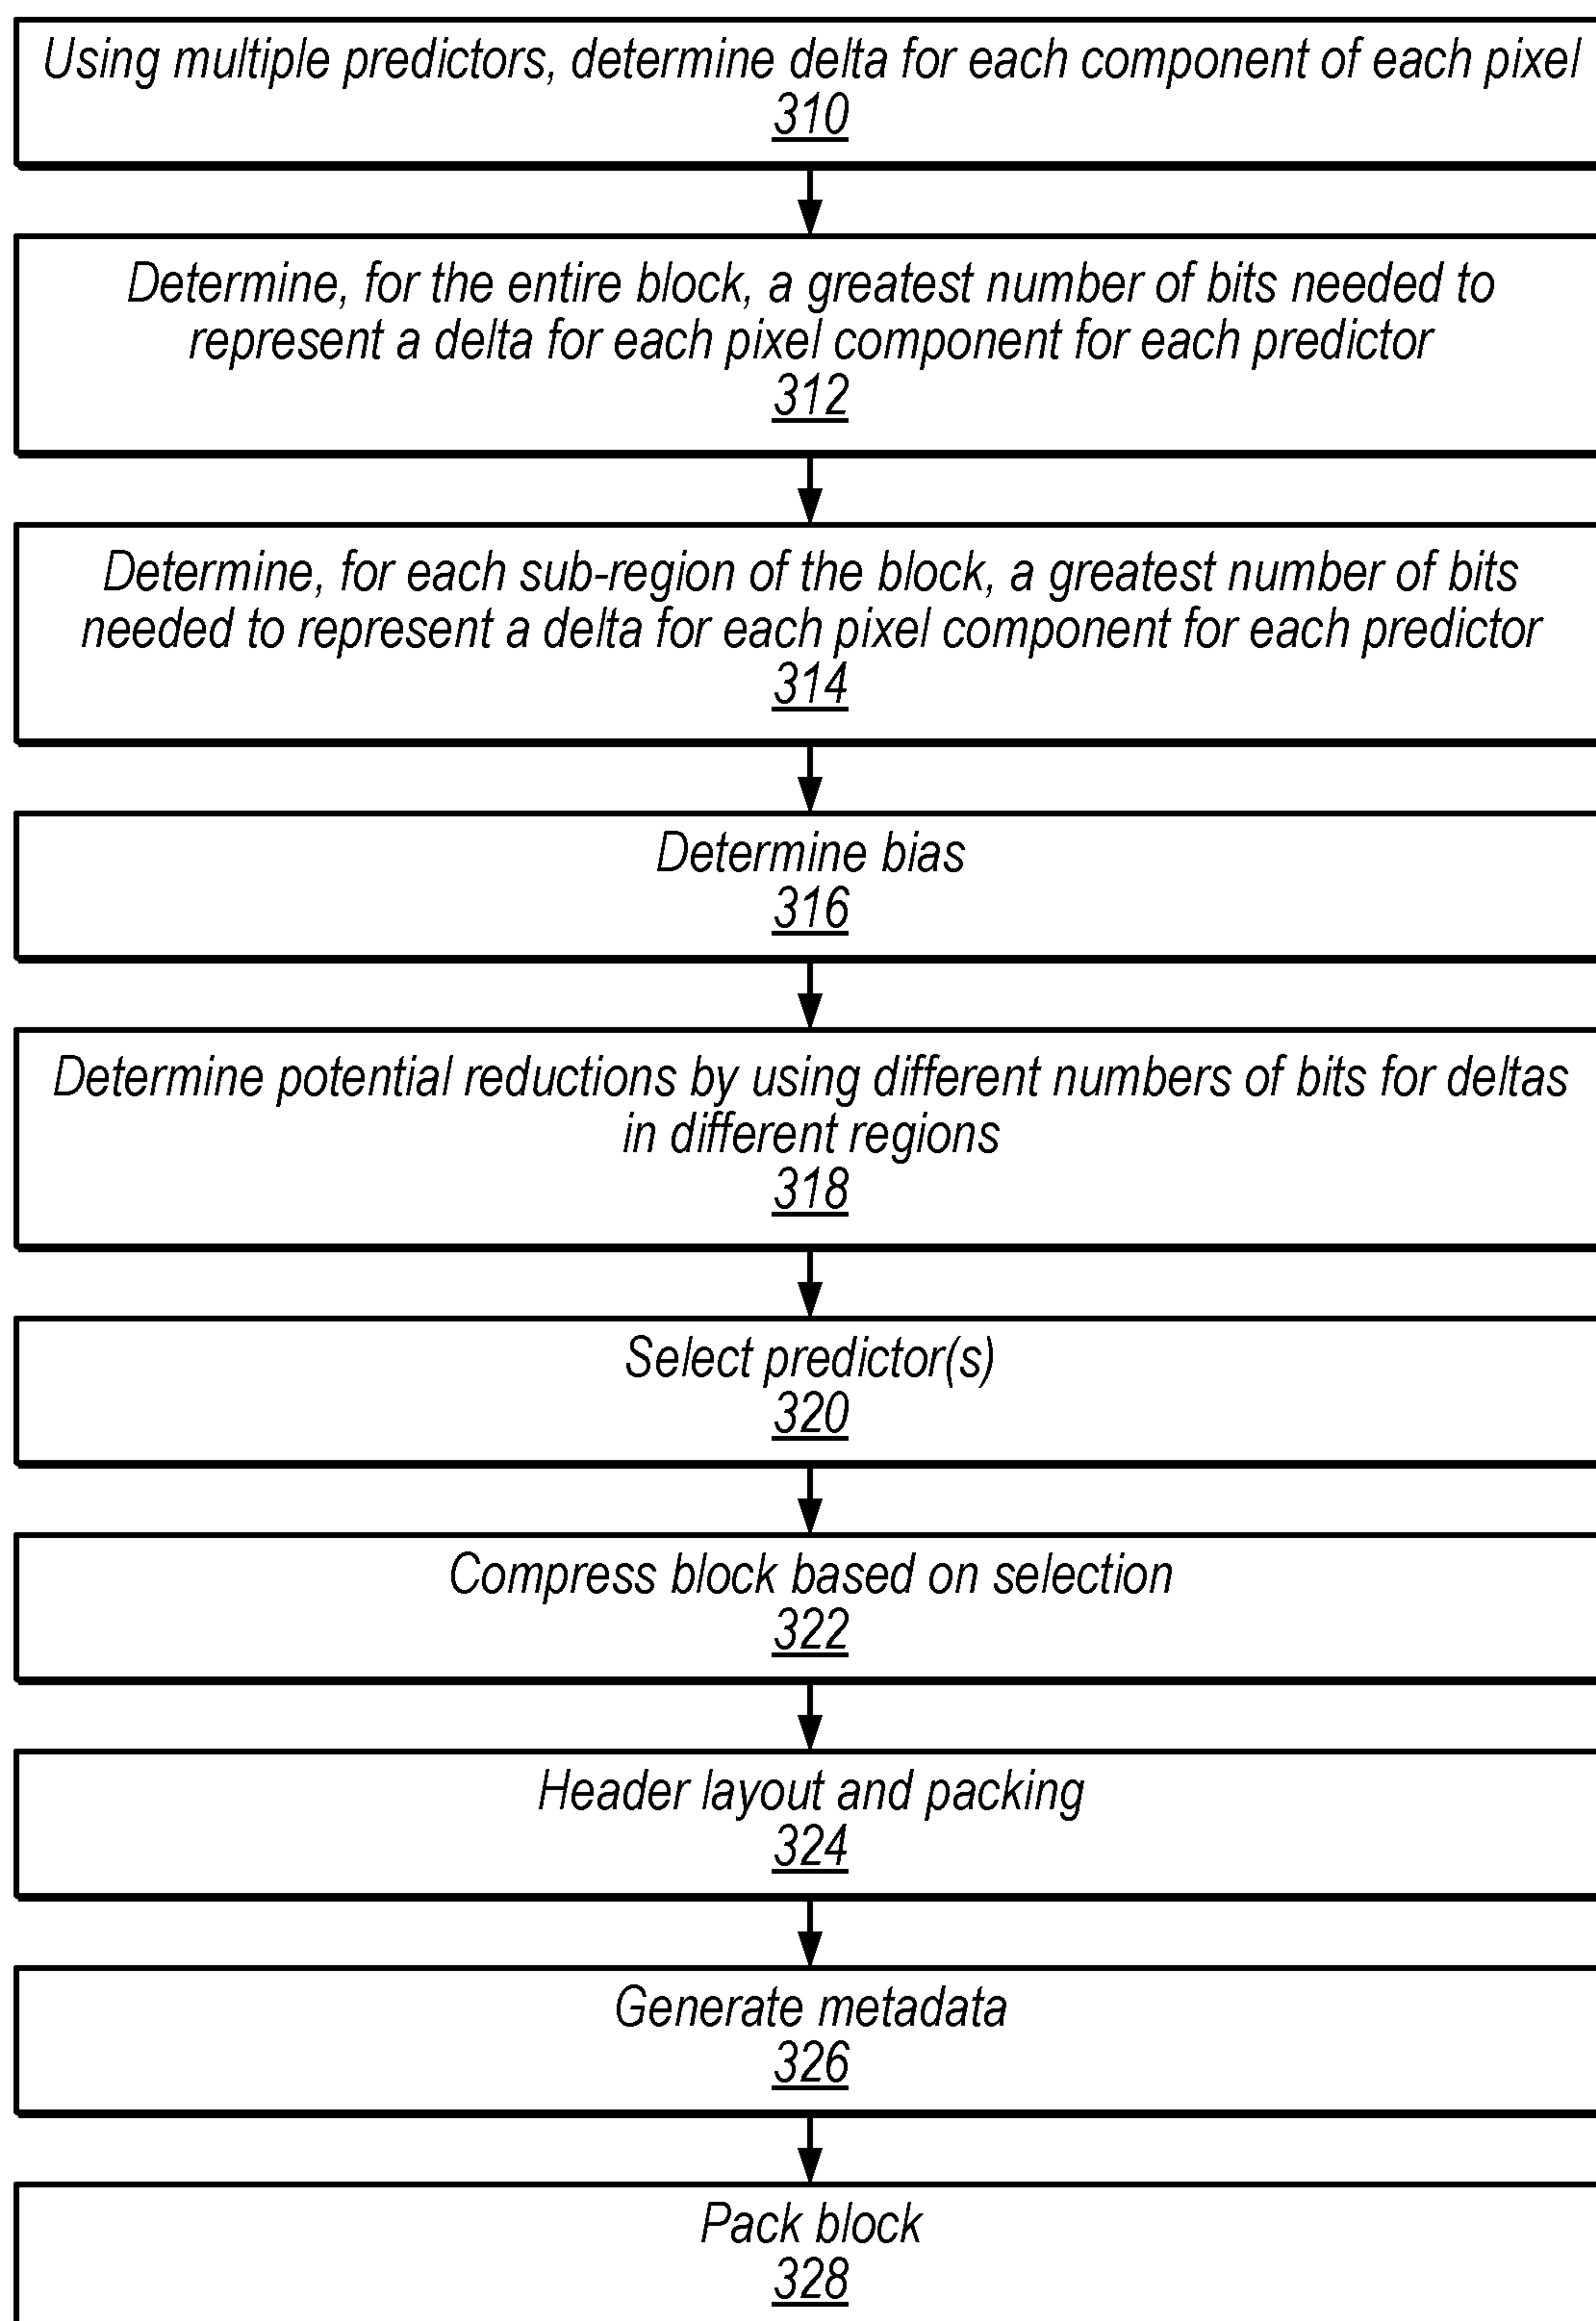 Using multiple predictors, determine delta for each component of each pixel
310
Determine, for the entire block, a greatest number of bits needed to
represent a delta for each pixel component for each predictor
312
Determine, for each sub-region of the block, a greatest number of bits
needed to represent a delta for each pixel component for each predictor
314
Determine bias
316
Determine potential reductions by using different numbers of bits for deltas
in different regions
318
Select predictor(s)
320
Compress block based on selection
322
Header layout and packing
324
Generate metadata
326
Pack block
328